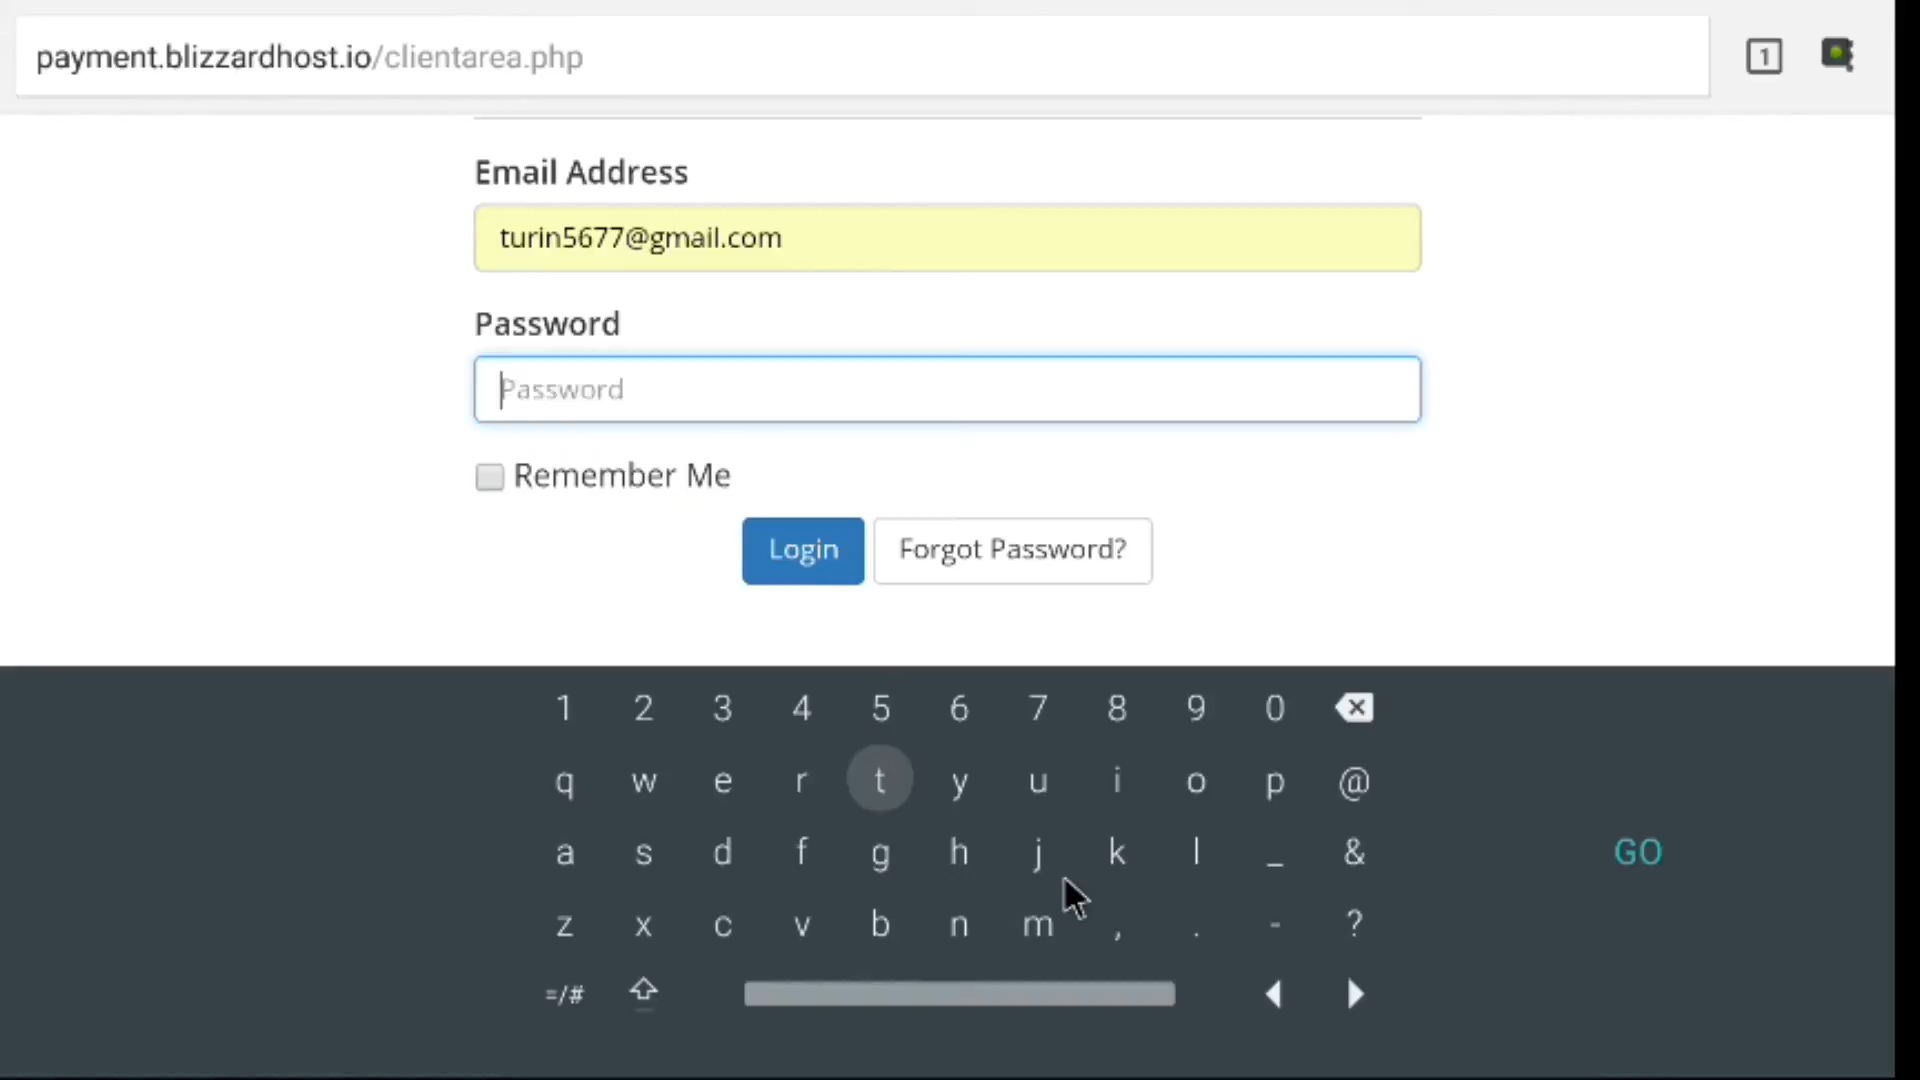 payment.blizzardhost.io/clientarea.php
1
Email Address
turin5677@gmail.com
Password
Password
Remember Me
Login Forgot Password?
1 2 3 4 5 6 7 8 9 0
q w e r t y u i o p @
a s d f g h j k l _ &
GO
z x c v b n m , . - ?
=/#